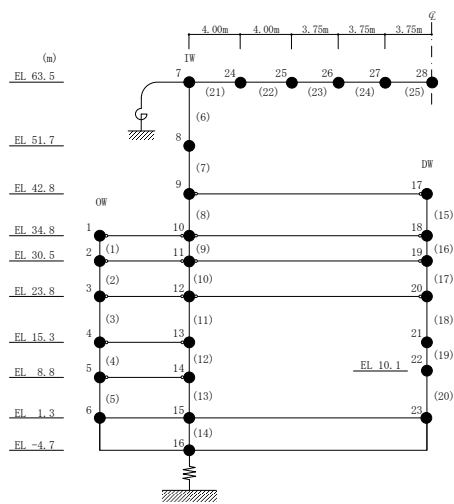 ℄
4.00m 4.00m 3.75m 3.75m 3.75m
(m) IW
EL 63.5 7 24 25 26 27 28
(21) (22) (23) (24) (25)
(6)
EL 51.7 8
(7)
DW
EL 42.8 9 17
OW (8) (15)
EL 34.8 1 10 18
(1) (9) (16)
EL 30.5 2 11 19
(2) (10) (17)
EL 23.8 3 12 20
(3) (11) (18)
EL 15.3 4 13 21
(4) (12) (19)
EL 10.1 22
EL 8.8 5 14
(5) (13) (20)
EL 1.3 6 15 23
(14)
EL -4.7 16